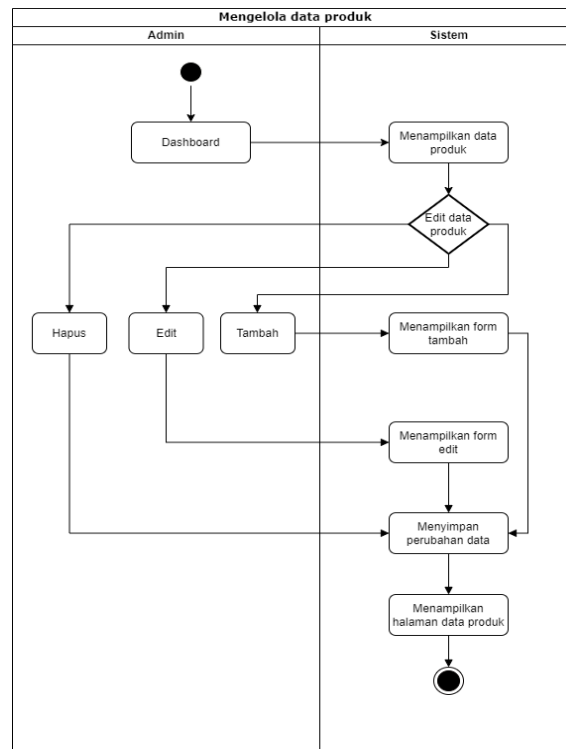 Mengelola data produk
Admin
Sistem
Dashboard
Menampilkan data
produk
Edit data
produk
Hapus
Edit
Tambah
Menampilkan form
tambah
Menampilkan form
edit
Menyimpan
perubahan data
Menampilkan
halaman data produk